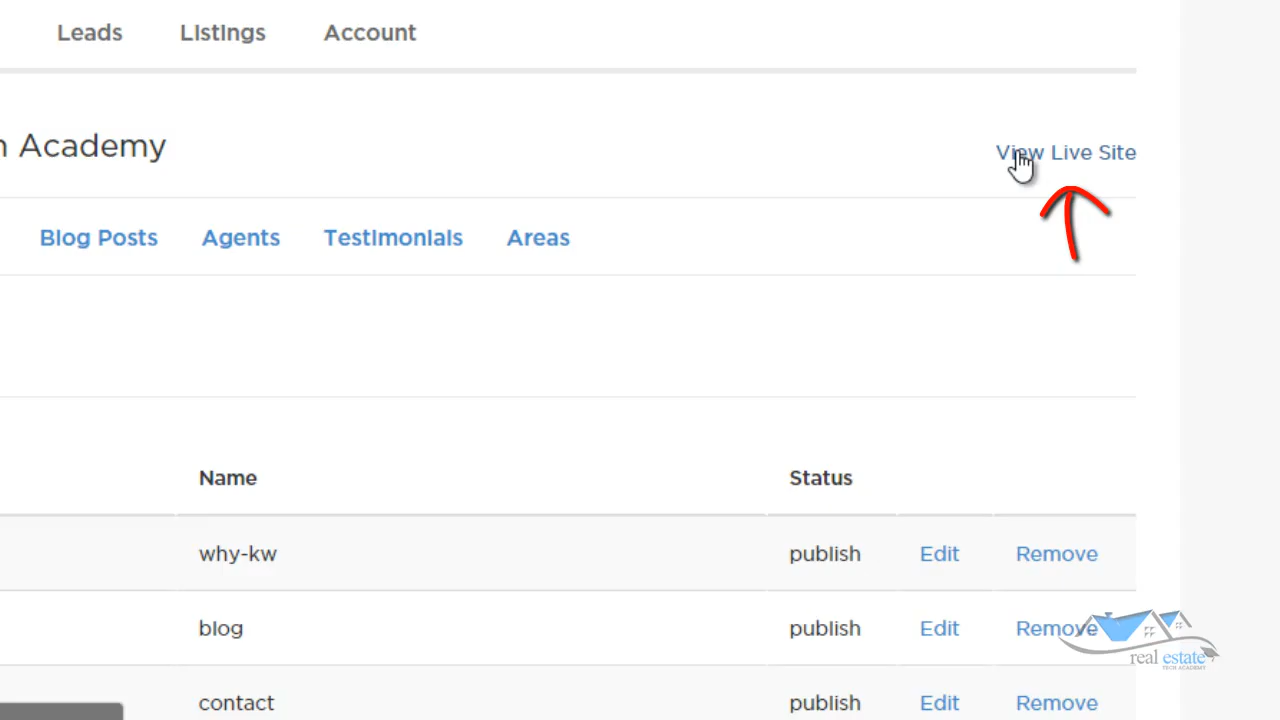 Leads Listings Account
n Academy
View Live Site
Blog Posts Agents Testimonials Areas
Name Status
why-kw publish Edit Remove
blog publish Edit Remove
real estate
TECH ACADEMY
contact publish Edit Remove